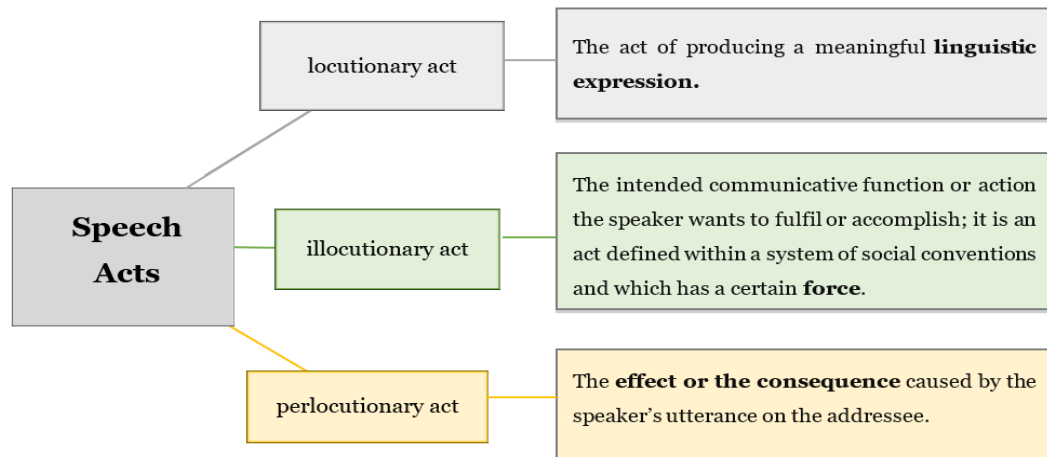 Speech
Acts
locutionary act
The act of producing a meaningful linguistic
expression.
illocutionary act
The intended communicative function or action
the speaker wants to fulfil or accomplish; it is an
act defined within a system of social conventions
and which has a certain force.
perlocutionary act
The effect or the consequence caused by the
speaker’s utterance on the addressee.